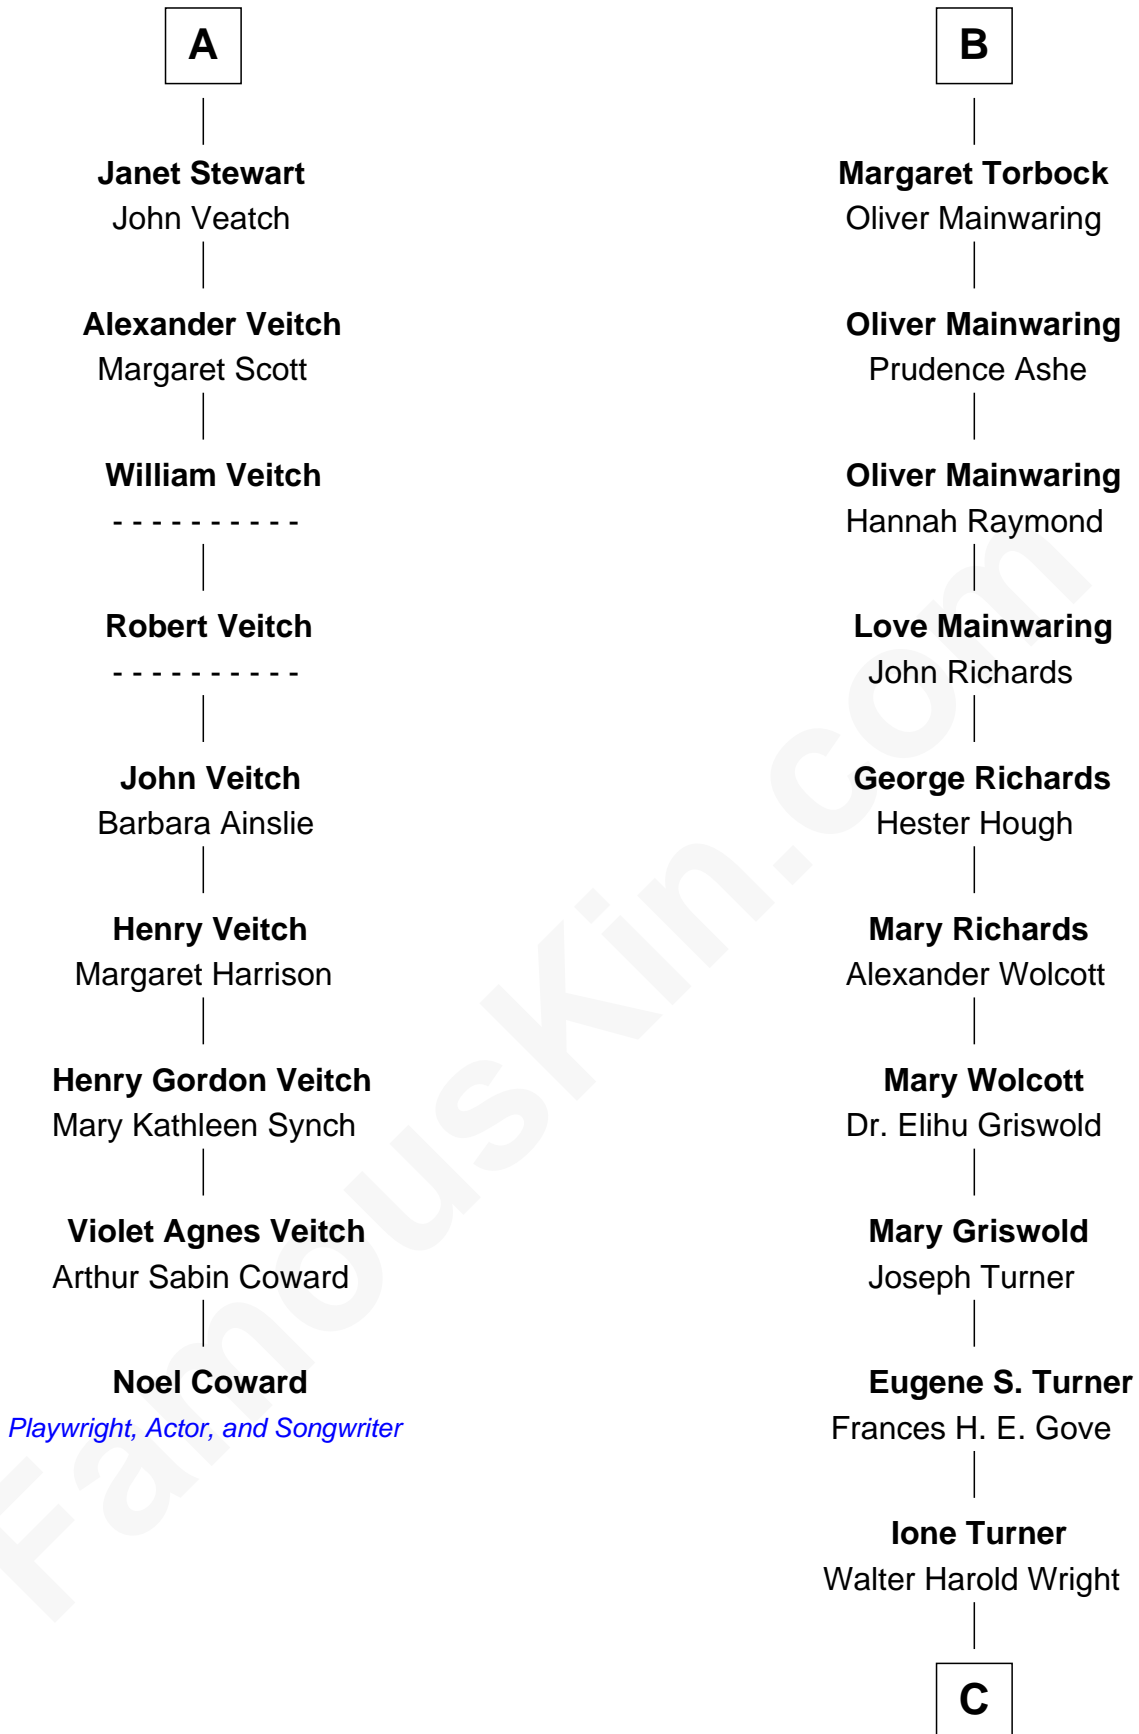 A
Janet Stewart
John Veatch
Alexander Veitch
Margaret Scott
William Veitch
- - - - - - - - - -
Robert Veitch
- - - - - - - - - -
John Veitch
Barbara Ainslie
Henry Veitch
Margaret Harrison
Henry Gordon Veitch
Mary Kathleen Synch
Violet Agnes Veitch
Arthur Sabin Coward
Noel Coward
Playwright, Actor, and Songwriter
B
Margaret Torbock
Oliver Mainwaring
Oliver Mainwaring
Prudence Ashe
Oliver Mainwaring
Hannah Raymond
Love Mainwaring
John Richards
George Richards
Hester Hough
Mary Richards
Alexander Wolcott
Mary Wolcott
Dr. Elihu Griswold
Mary Griswold
Joseph Turner
Eugene S. Turner
Frances H. E. Gove
Ione Turner
Walter Harold Wright
C
FamousKin.com